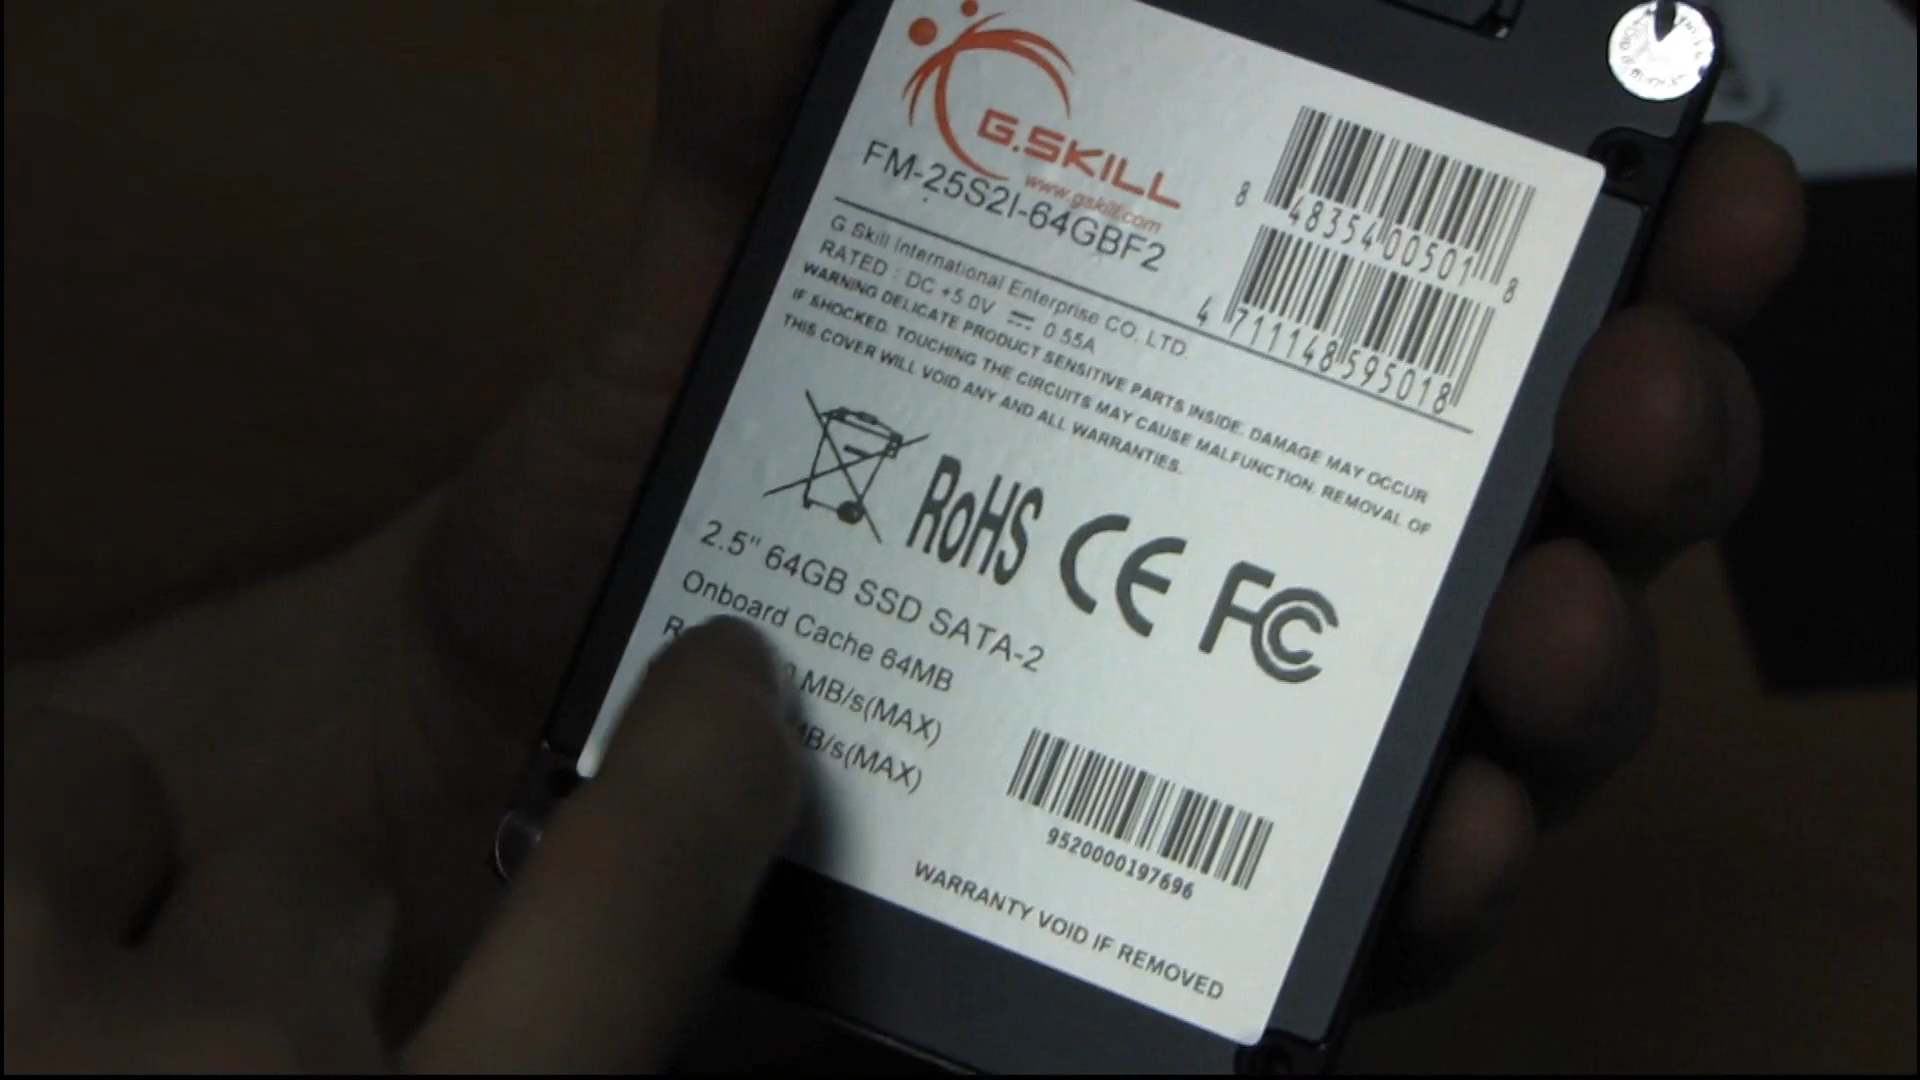 G.SKILL
www.gskill.com
FM-25S2I-64GBF2
8 48354 00501 8
4 711148 595018
G.Skill International Enterprise CO, LTD.
RATED : DC +5.0V 0.55A
WARNING DELICATE PRODUCT SENSITIVE PARTS INSIDE. DAMAGE MAY OCCUR
IF SHOCKED. TOUCHING THE CIRCUITS MAY CAUSE MALFUNCTION. REMOVAL OF
THIS COVER WILL VOID ANY AND ALL WARRANTIES.
RoHS CE FC
2.5" 64GB SSD SATA-2
Onboard Cache 64MB
MB/s(MAX)
MB/s(MAX)
9520000197696
WARRANTY VOID IF REMOVED